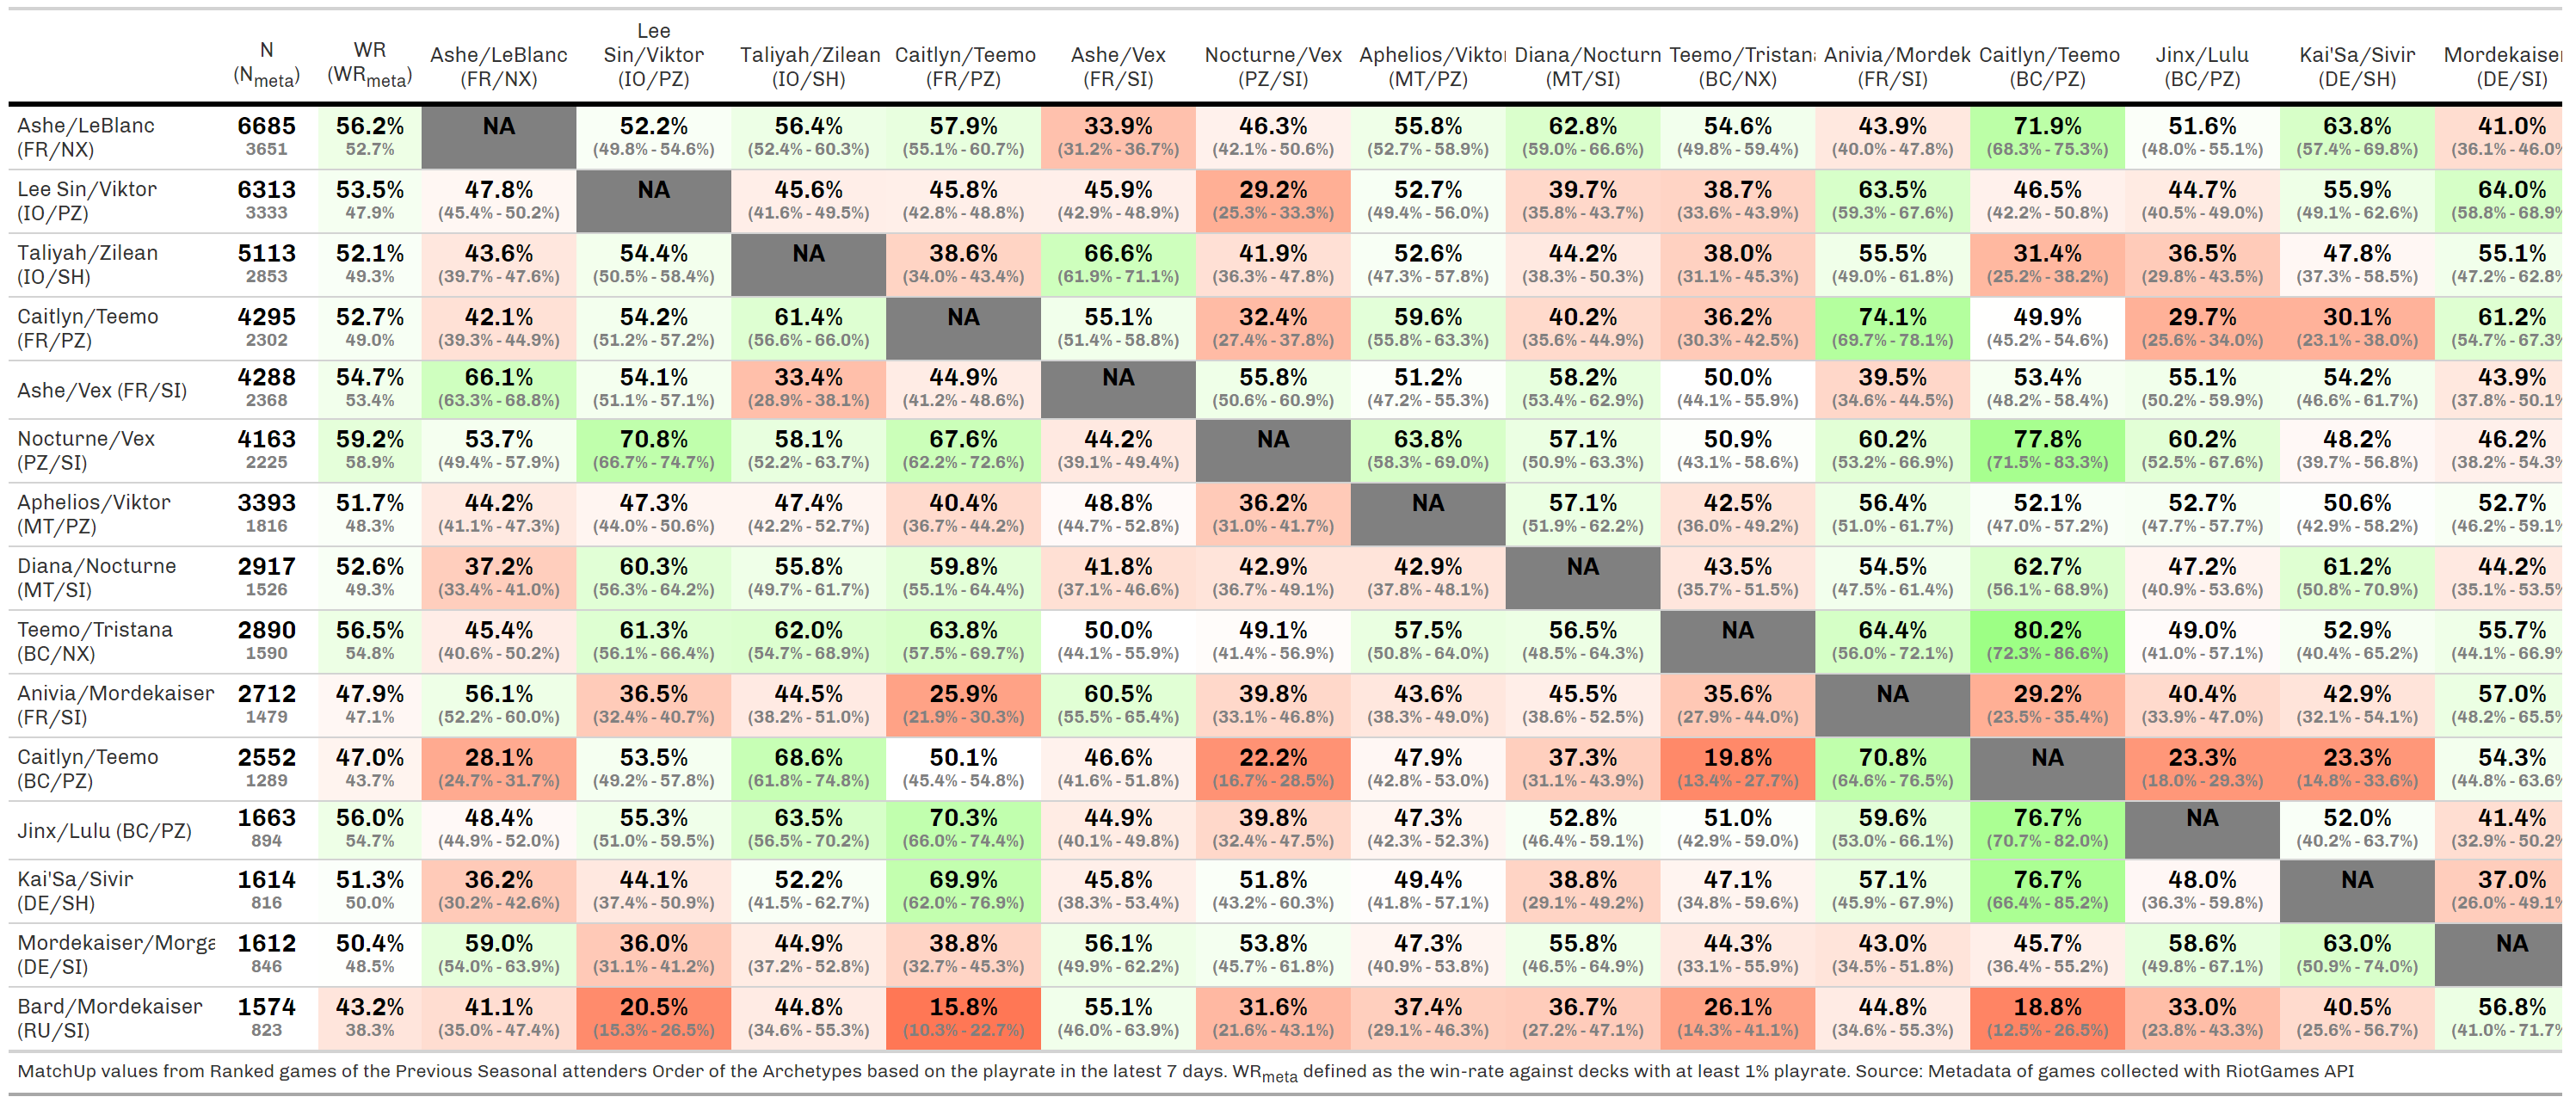 N (Nmeta) WR (WRmeta) Ashe/LeBlanc (FR/NX) Lee Sin/Viktor (IO/PZ) Taliyah/Zilean (IO/SH) Caitlyn/Teemo (FR/PZ) Ashe/Vex (FR/SI) Nocturne/Vex (PZ/SI) Aphelios/Viktor (MT/PZ) Diana/Nocturn (MT/SI) Teemo/Tristana (BC/NX) Anivia/Mordek (FR/SI) Caitlyn/Teemo (BC/PZ) Jinx/Lulu (BC/PZ) Kai'Sa/Sivir (DE/SH) Mordekaiser (DE/SI)
Ashe/LeBlanc 6685 56.2% NA 52.2% 56.4% 57.9% 33.9% 46.3% 55.8% 62.8% 54.6% 43.9% 71.9% 51.6% 63.8% 41.0%
(FR/NX) 3651 52.7% (49.8% - 54.6%) (52.4% - 60.3%) (55.1% - 60.7%) (31.2% - 36.7%) (42.1% - 50.6%) (52.7% - 58.9%) (59.0% - 66.6%) (49.8% - 59.4%) (40.0% - 47.8%) (68.3% - 75.3%) (48.0% - 55.1%) (57.4% - 69.8%) (36.1% - 46.0%
Lee Sin/Viktor 6313 53.5% 47.8% NA 45.6% 45.8% 45.9% 29.2% 52.7% 39.7% 38.7% 63.5% 46.5% 44.7% 55.9% 64.0%
(IO/PZ) 3333 47.9% (45.4% - 50.2%) (41.6% - 49.5%) (42.8% - 48.8%) (42.9% - 48.9%) (25.3% - 33.3%) (49.4% - 56.0%) (35.8% - 43.7%) (33.6% - 43.9%) (59.3% - 67.6%) (42.2% - 50.8%) (40.5% - 49.0%) (49.1% - 62.6%) (58.8% - 68.9%
Taliyah/Zilean 5113 52.1% 43.6% 54.4% NA 38.6% 66.6% 41.9% 52.6% 44.2% 38.0% 55.5% 31.4% 36.5% 47.8% 55.1%
(IO/SH) 2853 49.3% (39.7% - 47.6%) (50.5% - 58.4%) (34.0% - 43.4%) (61.9% - 71.1%) (36.3% - 47.8%) (47.3% - 57.8%) (38.3% - 50.3%) (31.1% - 45.3%) (49.0% - 61.8%) (25.2% - 38.2%) (29.8% - 43.5%) (37.3% - 58.5%) (47.2% - 62.8%
Caitlyn/Teemo 4295 52.7% 42.1% 54.2% 61.4% NA 55.1% 32.4% 59.6% 40.2% 36.2% 74.1% 49.9% 29.7% 30.1% 61.2%
(FR/PZ) 2302 49.0% (39.3% - 44.9%) (51.2% - 57.2%) (56.6% - 66.0%) (51.4% - 58.8%) (27.4% - 37.8%) (55.8% - 63.3%) (35.6% - 44.9%) (30.3% - 42.5%) (69.7% - 78.1%) (45.2% - 54.6%) (25.6% - 34.0%) (23.1% - 38.0%) (54.7% - 67.3%
Ashe/Vex (FR/SI) 4288 54.7% 66.1% 54.1% 33.4% 44.9% NA 55.8% 51.2% 58.2% 50.0% 39.5% 53.4% 55.1% 54.2% 43.9%
2368 53.4% (63.3% - 68.8%) (51.1% - 57.1%) (28.9% - 38.1%) (41.2% - 48.6%) (50.6% - 60.9%) (47.2% - 55.3%) (53.4% - 62.9%) (44.1% - 55.9%) (34.6% - 44.5%) (48.2% - 58.4%) (50.2% - 59.9%) (46.6% - 61.7%) (37.8% - 50.1%
Nocturne/Vex 4163 59.2% 53.7% 70.8% 58.1% 67.6% 44.2% NA 63.8% 57.1% 50.9% 60.2% 77.8% 60.2% 48.2% 46.2%
(PZ/SI) 2225 58.9% (49.4% - 57.9%) (66.7% - 74.7%) (52.2% - 63.7%) (62.2% - 72.6%) (39.1% - 49.4%) (58.3% - 69.0%) (50.9% - 63.3%) (43.1% - 58.6%) (53.2% - 66.9%) (71.5% - 83.3%) (52.5% - 67.6%) (39.7% - 56.8%) (38.2% - 54.3%
Aphelios/Viktor 3393 51.7% 44.2% 47.3% 47.4% 40.4% 48.8% 36.2% NA 57.1% 42.5% 56.4% 52.1% 52.7% 50.6% 52.7%
(MT/PZ) 1816 48.3% (41.1% - 47.3%) (44.0% - 50.6%) (42.2% - 52.7%) (36.7% - 44.2%) (44.7% - 52.8%) (31.0% - 41.7%) (51.9% - 62.2%) (36.0% - 49.2%) (51.0% - 61.7%) (47.0% - 57.2%) (47.7% - 57.7%) (42.9% - 58.2%) (46.2% - 59.1%
Diana/Nocturne 2917 52.6% 37.2% 60.3% 55.8% 59.8% 41.8% 42.9% 42.9% NA 43.5% 54.5% 62.7% 47.2% 61.2% 44.2%
(MT/SI) 1526 49.3% (33.4% - 41.0%) (56.3% - 64.2%) (49.7% - 61.7%) (55.1% - 64.4%) (37.1% - 46.6%) (36.7% - 49.1%) (37.8% - 48.1%) (35.7% - 51.5%) (47.5% - 61.4%) (56.1% - 68.9%) (40.9% - 53.6%) (50.8% - 70.9%) (35.1% - 53.5%
Teemo/Tristana 2890 56.5% 45.4% 61.3% 62.0% 63.8% 50.0% 49.1% 57.5% 56.5% NA 64.4% 80.2% 49.0% 52.9% 55.7%
(BC/NX) 1590 54.8% (40.6% - 50.2%) (56.1% - 66.4%) (54.7% - 68.9%) (57.5% - 69.7%) (44.1% - 55.9%) (41.4% - 56.9%) (50.8% - 64.0%) (48.5% - 64.3%) (56.0% - 72.1%) (72.3% - 86.6%) (41.0% - 57.1%) (40.4% - 65.2%) (44.1% - 66.9%
Anivia/Mordekaiser 2712 47.9% 56.1% 36.5% 44.5% 25.9% 60.5% 39.8% 43.6% 45.5% 35.6% NA 29.2% 40.4% 42.9% 57.0%
(FR/SI) 1479 47.1% (52.2% - 60.0%) (32.4% - 40.7%) (38.2% - 51.0%) (21.9% - 30.3%) (55.5% - 65.4%) (33.1% - 46.8%) (38.3% - 49.0%) (38.6% - 52.5%) (27.9% - 44.0%) (23.5% - 35.4%) (33.9% - 47.0%) (32.1% - 54.1%) (48.2% - 65.5%
Caitlyn/Teemo 2552 47.0% 28.1% 53.5% 68.6% 50.1% 46.6% 22.2% 47.9% 37.3% 19.8% 70.8% NA 23.3% 23.3% 54.3%
(BC/PZ) 1289 43.7% (24.7% - 31.7%) (49.2% - 57.8%) (61.8% - 74.8%) (45.4% - 54.8%) (41.6% - 51.8%) (16.7% - 28.5%) (42.8% - 53.0%) (31.1% - 43.9%) (13.4% - 27.7%) (64.6% - 76.5%) (18.0% - 29.3%) (14.8% - 33.6%) (44.8% - 63.6%
Jinx/Lulu (BC/PZ) 1663 56.0% 48.4% 55.3% 63.5% 70.3% 44.9% 39.8% 47.3% 52.8% 51.0% 59.6% 76.7% NA 52.0% 41.4%
894 54.7% (44.9% - 52.0%) (51.0% - 59.5%) (56.5% - 70.2%) (66.0% - 74.4%) (40.1% - 49.8%) (32.4% - 47.5%) (42.3% - 52.3%) (46.4% - 59.1%) (42.9% - 59.0%) (53.0% - 66.1%) (70.7% - 82.0%) (40.2% - 63.7%) (32.9% - 50.2%
Kai'Sa/Sivir 1614 51.3% 36.2% 44.1% 52.2% 69.9% 45.8% 51.8% 49.4% 38.8% 47.1% 57.1% 76.7% 48.0% NA 37.0%
(DE/SH) 816 50.0% (30.2% - 42.6%) (37.4% - 50.9%) (41.5% - 62.7%) (62.0% - 76.9%) (38.3% - 53.4%) (43.2% - 60.3%) (41.8% - 57.1%) (29.1% - 49.2%) (34.8% - 59.6%) (45.9% - 67.9%) (66.4% - 85.2%) (36.3% - 59.8%) (26.0% - 49.1%
Mordekaiser/Morga 1612 50.4% 59.0% 36.0% 44.9% 38.8% 56.1% 53.8% 47.3% 55.8% 44.3% 43.0% 45.7% 58.6% 63.0% NA
(DE/SI) 846 48.5% (54.0% - 63.9%) (31.1% - 41.2%) (37.2% - 52.8%) (32.7% - 45.3%) (49.9% - 62.2%) (45.7% - 61.8%) (40.9% - 53.8%) (46.5% - 64.9%) (33.1% - 55.9%) (34.5% - 51.8%) (36.4% - 55.2%) (49.8% - 67.1%) (50.9% - 74.0%)
Bard/Mordekaiser 1574 43.2% 41.1% 20.5% 44.8% 15.8% 55.1% 31.6% 37.4% 36.7% 26.1% 44.8% 18.8% 33.0% 40.5% 56.8%
(RU/SI) 823 38.3% (35.0% - 47.4%) (15.3% - 26.5%) (34.6% - 55.3%) (10.3% - 22.7%) (46.0% - 63.9%) (21.6% - 43.1%) (29.1% - 46.3%) (27.2% - 47.1%) (14.3% - 41.1%) (34.6% - 55.3%) (12.5% - 26.5%) (23.8% - 43.3%) (25.6% - 56.7%) (41.0% - 71.7%
MatchUp values from Ranked games of the Previous Seasonal attenders Order of the Archetypes based on the playrate in the latest 7 days. WRmeta defined as the win-rate against decks with at least 1% playrate. Source: Metadata of games collected with RiotGames API